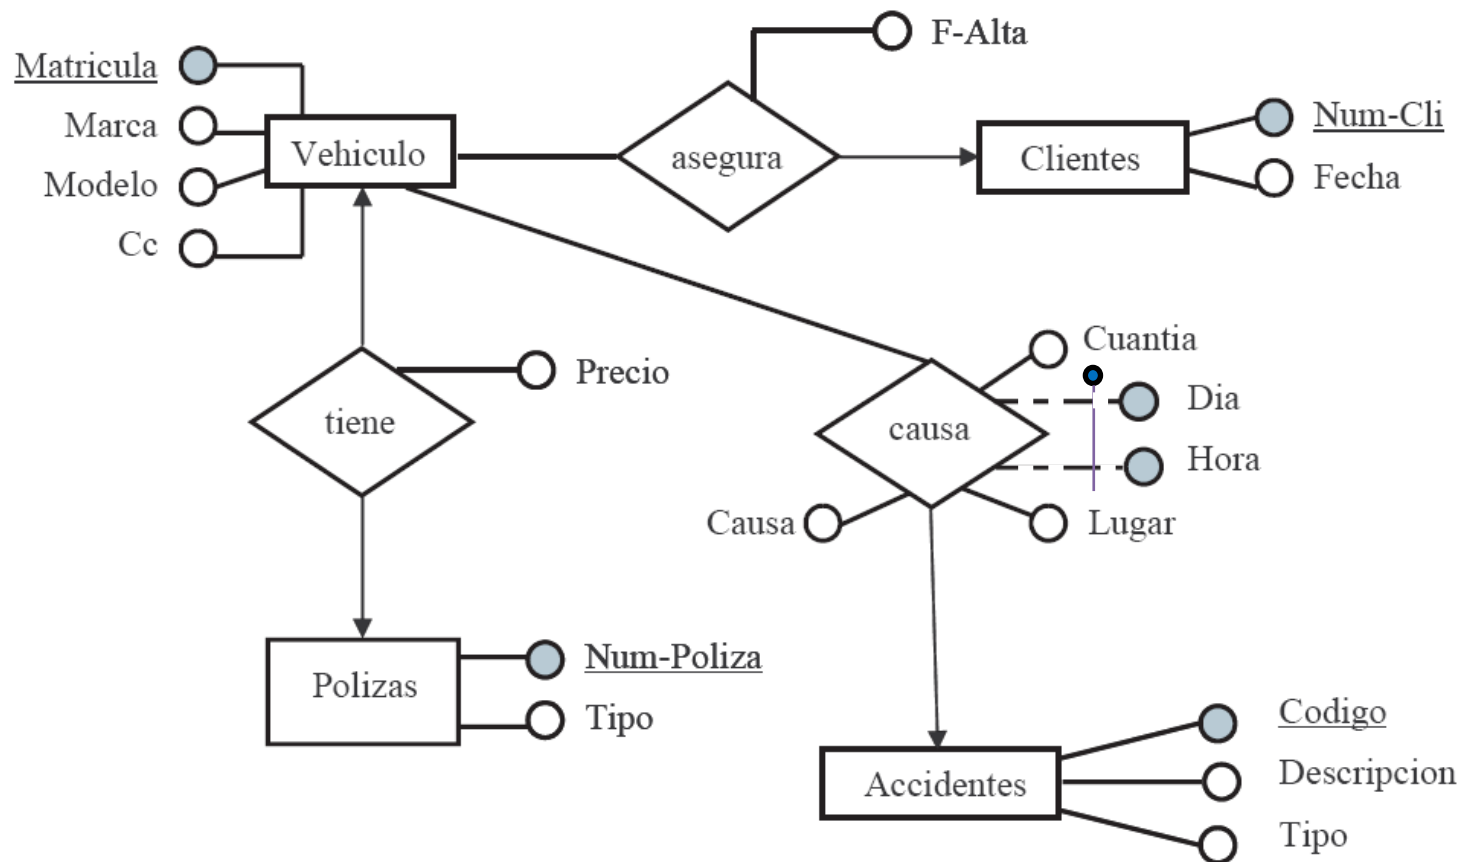 F-Alta
Matricula
Marca
Modelo
Cc
Vehiculo
asegura
Clientes
Num-Cli
Fecha
Precio
tiene
Cuantia
Dia
causa
Hora
Causa
Lugar
Polizas
Num-Poliza
Tipo
Accidentes
Codigo
Descripcion
Tipo